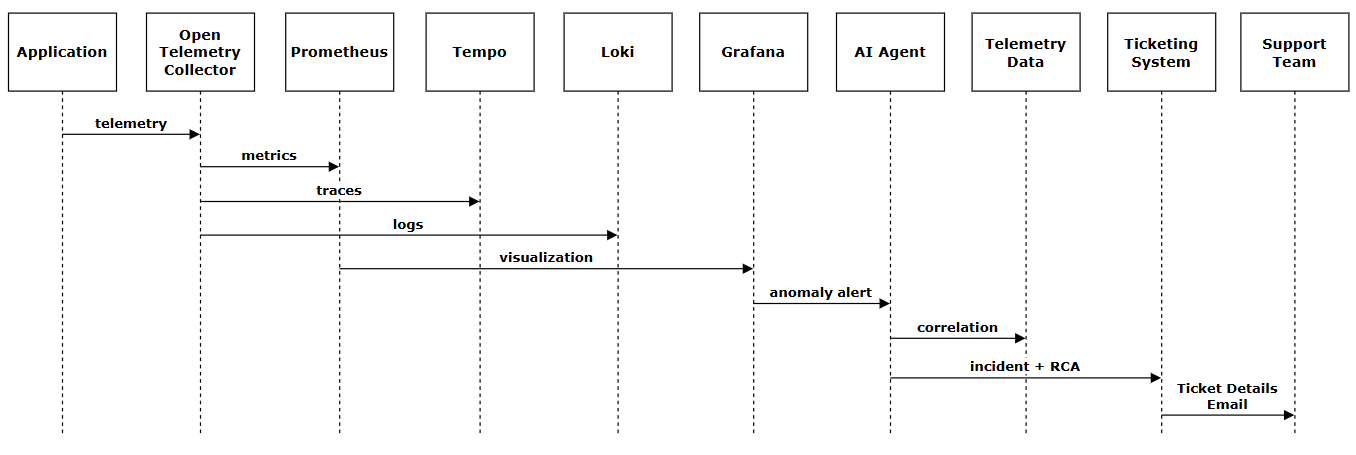 Application
Open
Telemetry
Collector
Prometheus
Tempo
Loki
Grafana
AI Agent
Telemetry
Data
Ticketing
System
Support
Team
telemetry
metrics
traces
logs
visualization
anomaly alert
correlation
incident + RCA
Ticket Details
Email